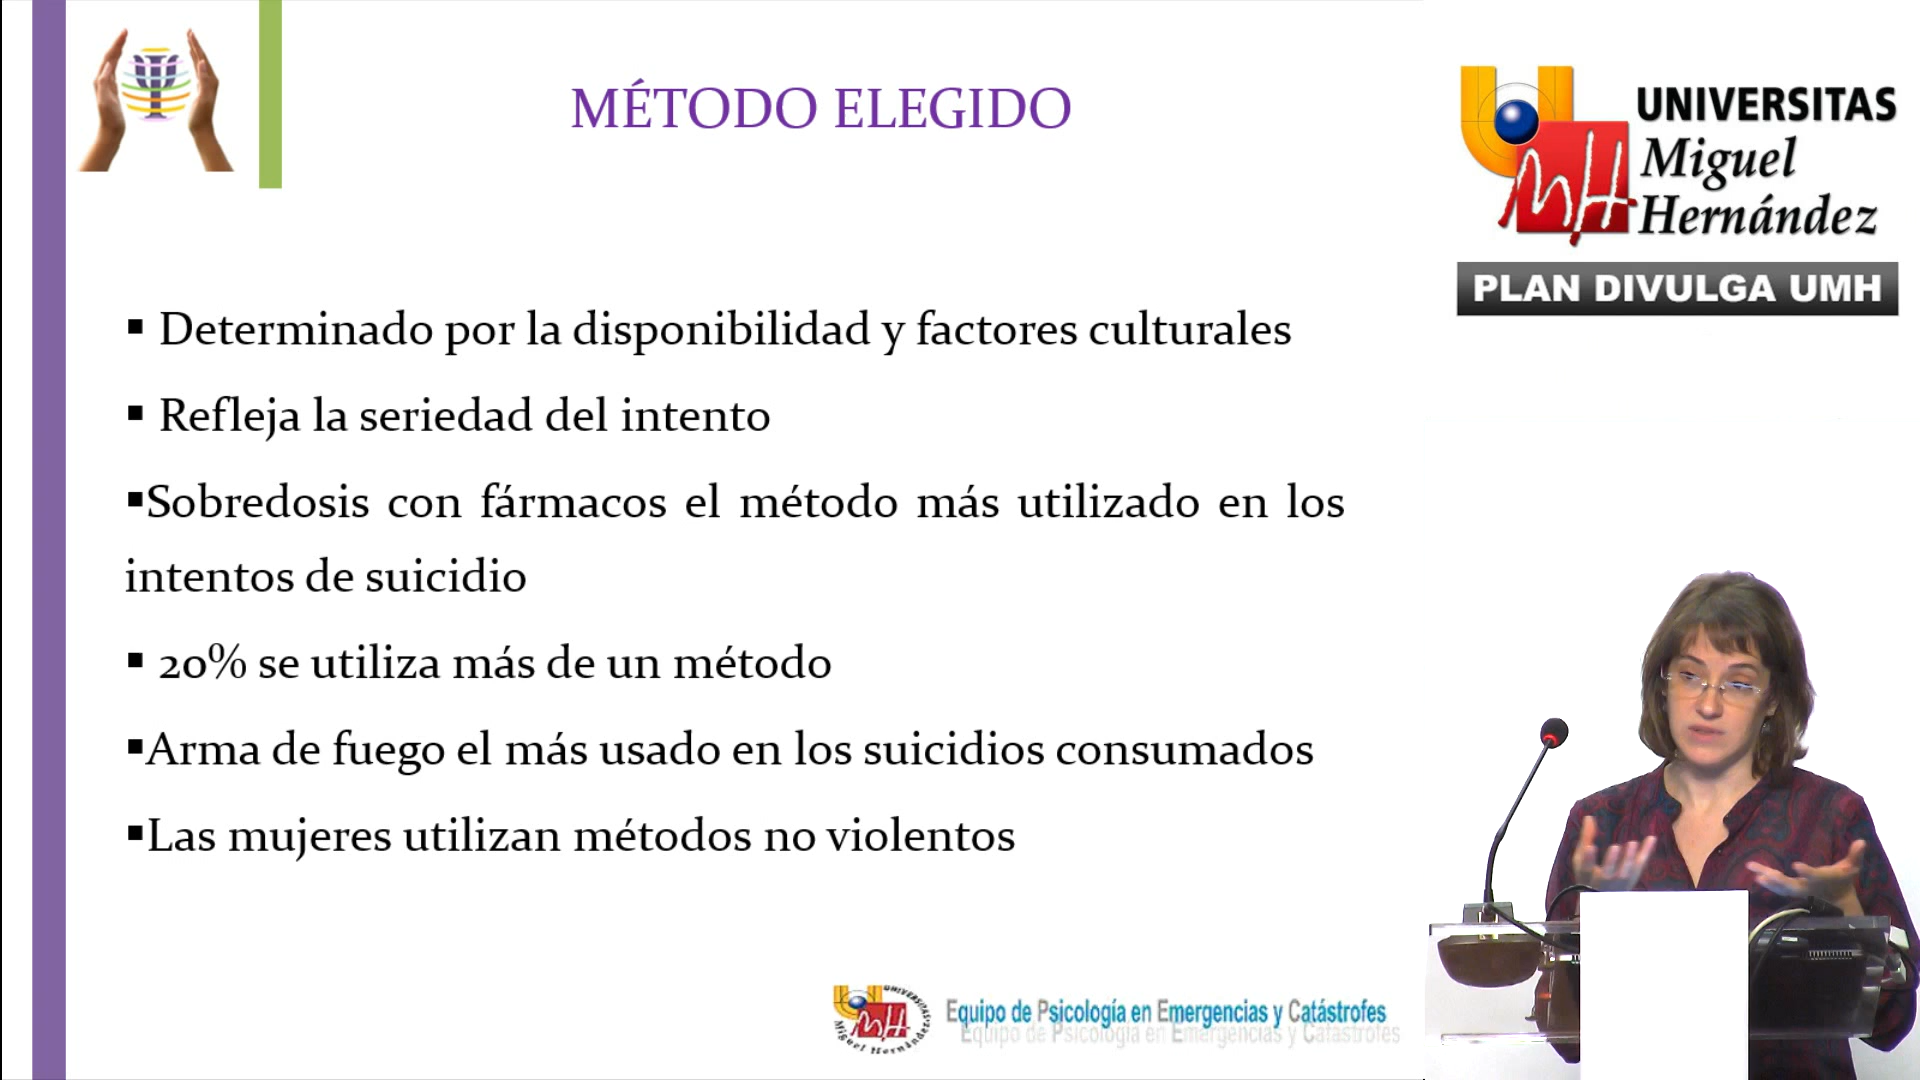 MÉTODO ELEGIDO
▪ Determinado por la disponibilidad y factores culturales
▪ Refleja la seriedad del intento
▪Sobredosis con fármacos el método más utilizado en los
intentos de suicidio
▪ 20% se utiliza más de un método
▪Arma de fuego el más usado en los suicidios consumados
▪Las mujeres utilizan métodos no violentos
UNIVERSITAS
Miguel
Hernández
PLAN DIVULGA UMH
UNIVERSITAS
Miguel Hernández
Equipo de Psicología en Emergencias y Catástrofes